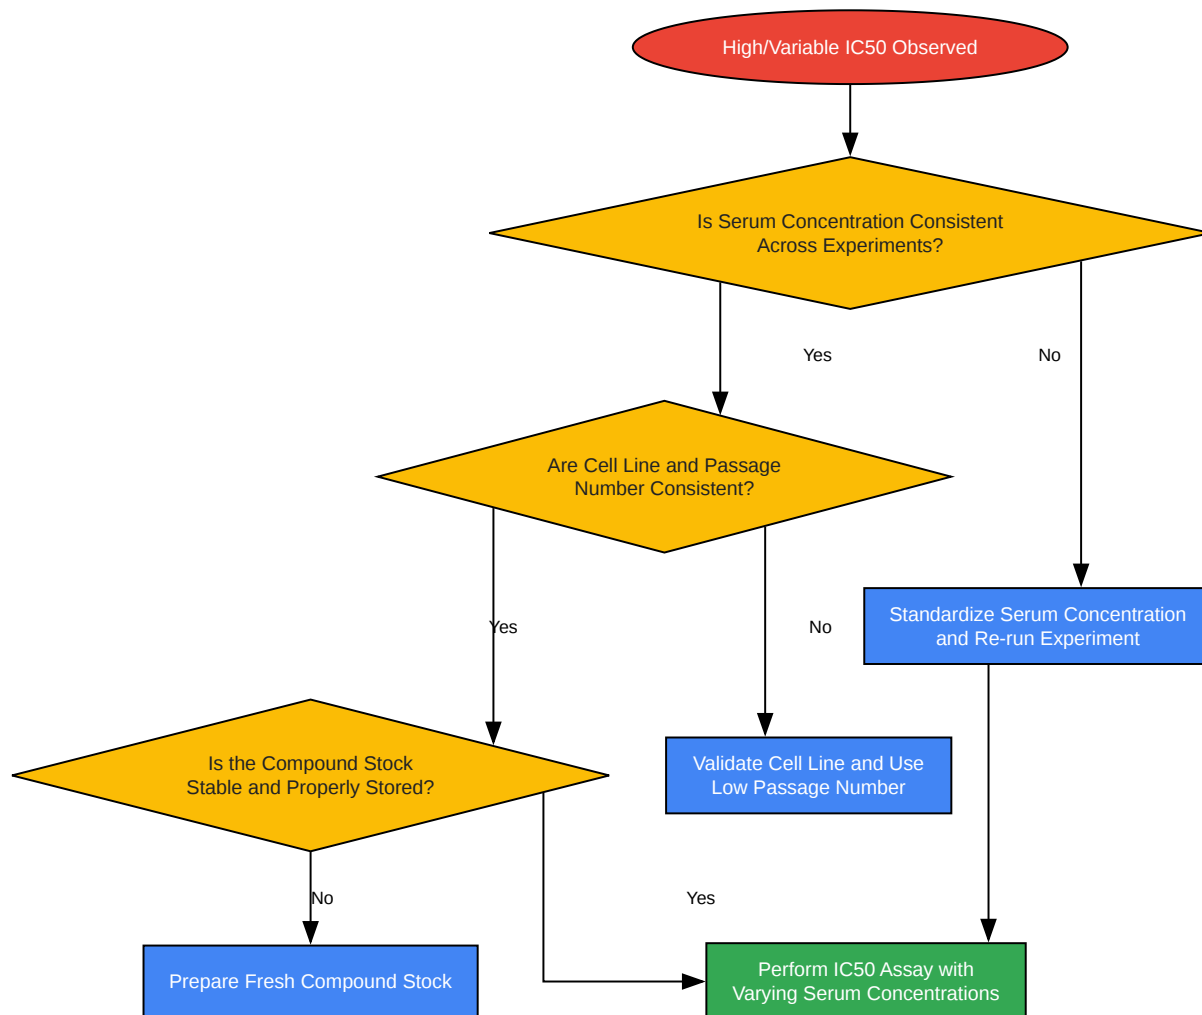 High/Variable IC50 Observed
Is Serum Concentration Consistent
Across Experiments?
Yes
No
Are Cell Line and Passage
Number Consistent?
Yes
No
Standardize Serum Concentration
and Re-run Experiment
Is the Compound Stock
Stable and Properly Stored?
Validate Cell Line and Use
Low Passage Number
No
Yes
Prepare Fresh Compound Stock
Perform IC50 Assay with
Varying Serum Concentrations